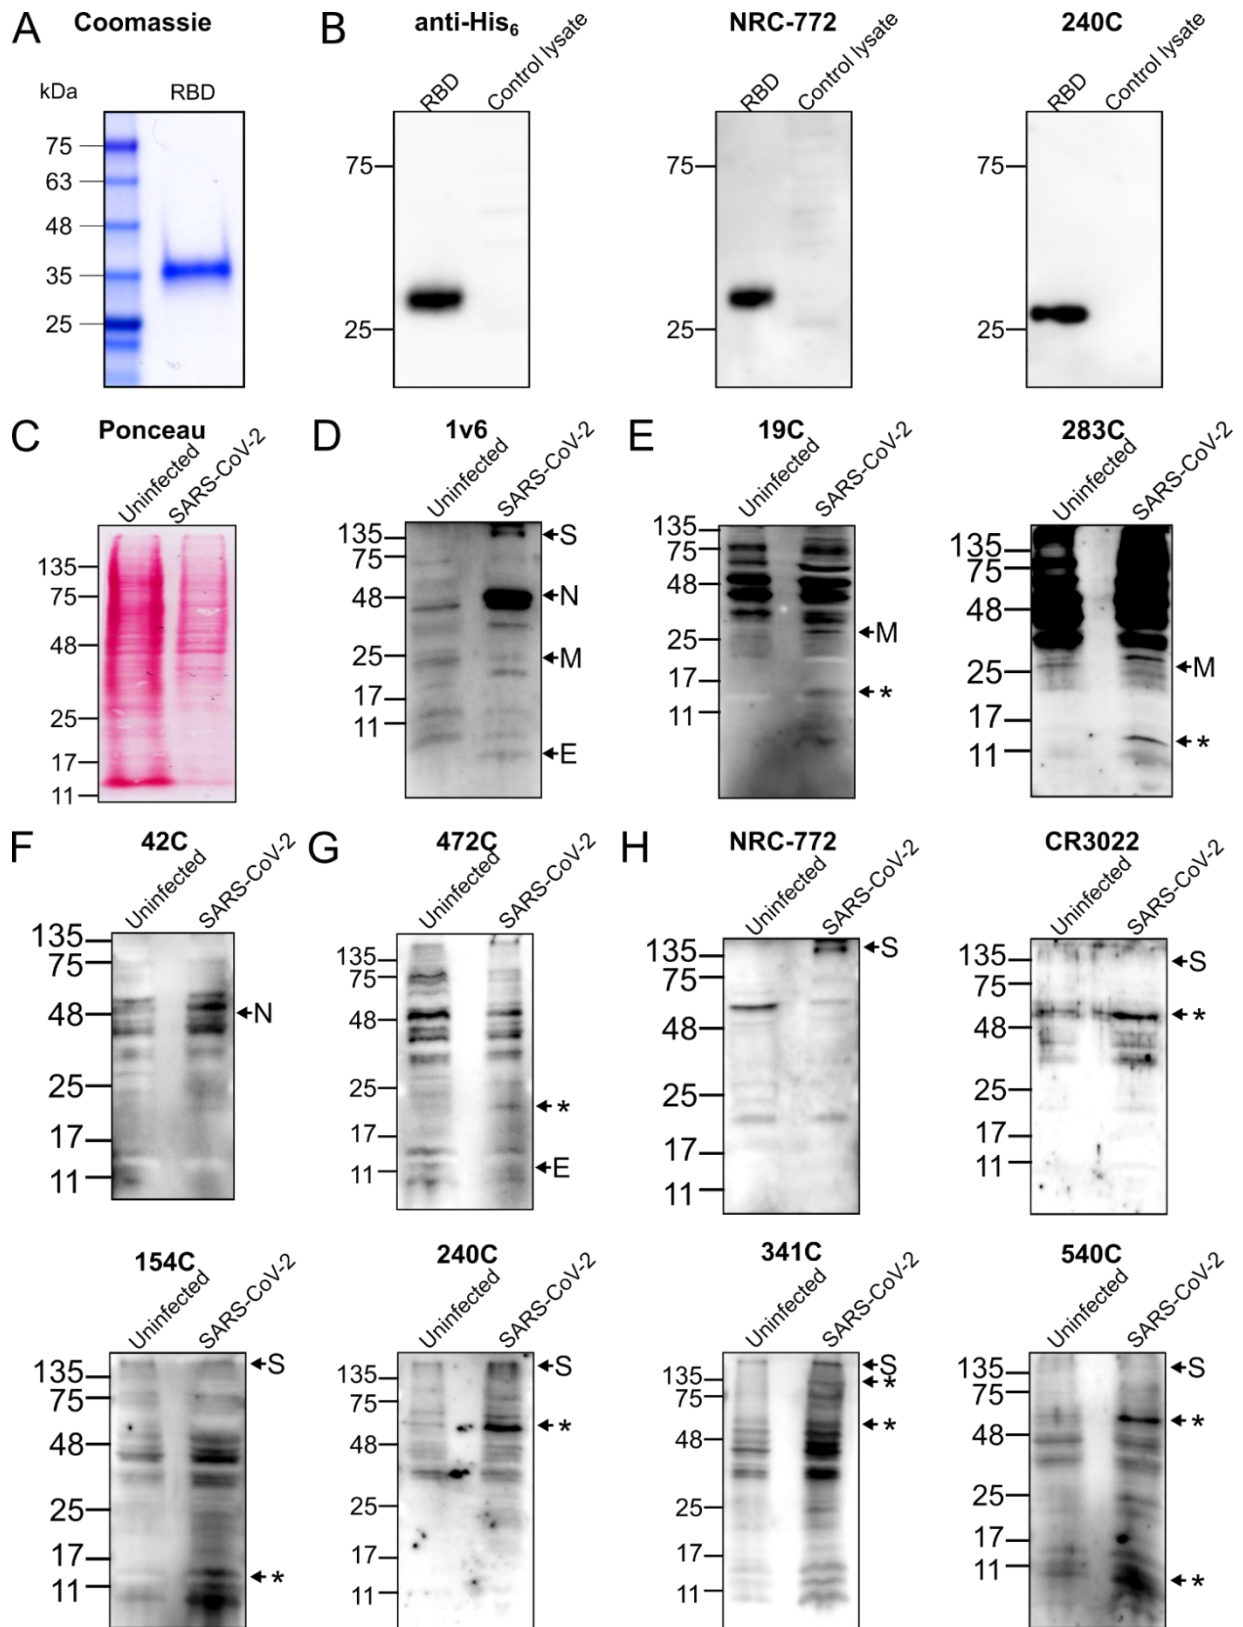 A Coomassie
kDa RBD
75
63
48
35
25
B anti-His6 NRC-772 240C
RBD Control lysate RBD Control lysate RBD Control lysate
75 75 75
25 25 25
C Ponceau
Uninfected SARS-CoV-2
135
75
48
25
17
11
D 1v6
Uninfected SARS-CoV-2
135 S
75
48 N
25 M
17
11
E
E 19C
Uninfected SARS-CoV-2
135
75
48
25 M
17 *
11
283C
Uninfected SARS-CoV-2
135
75
48
25 M
17
11 *
F 42C
Uninfected SARS-CoV-2
135
75
48 N
25
17
11
G 472C
Uninfected SARS-CoV-2
135
75
48
25
*
17
11 E
H NRC-772
Uninfected SARS-CoV-2
135 S
75
48
25
17
11
CR3022
Uninfected SARS-CoV-2
135 S
75
48 *
25
17
11
154C
Uninfected SARS-CoV-2
135 S
75
48
25
17
11 *
240C
Uninfected SARS-CoV-2
S
135
75
*
48
25
17
11
341C
Uninfected SARS-CoV-2
S
135 *
75
*
48
25
17
11
540C
Uninfected SARS-CoV-2
S
135
75
*
48
25
17
11 *